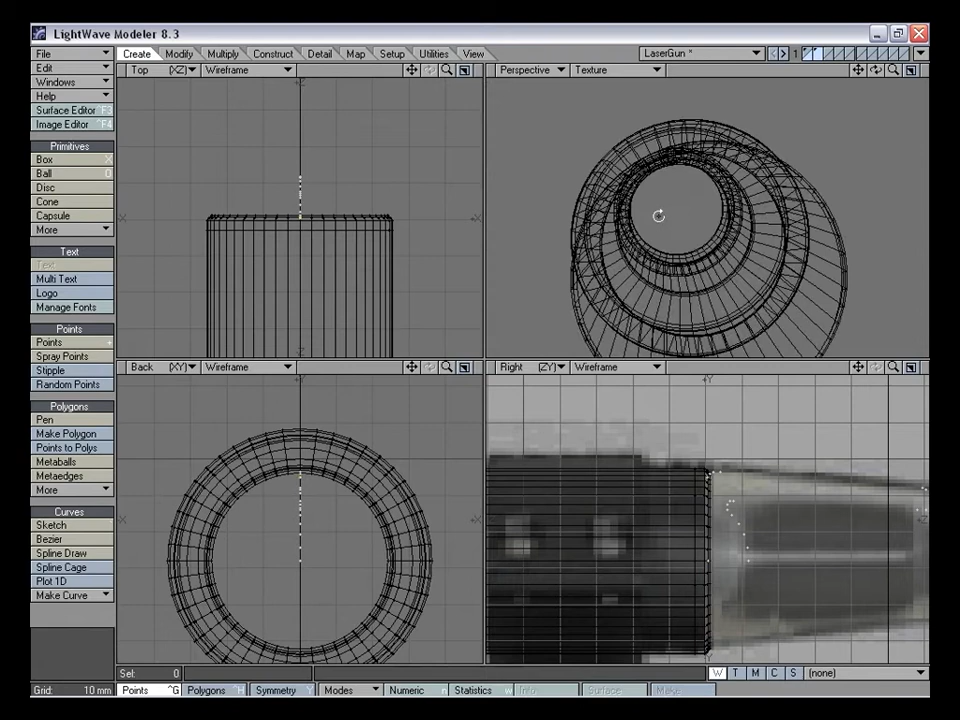 LightWave Modeler 8.3
File
Create Modify Multiply Construct Detail Map Setup Utilities View
LaserGun *
1
Edit
Windows
Help
Surface Editor F3
Image Editor ^F4
Primitives
Box X
Ball O
Disc
Cone
Capsule
More
Text
Text
Multi Text
Logo
Manage Fonts
Points
Points +
Spray Points
Stipple
Random Points
Polygons
Pen
Make Polygon
Points to Polys
Metaballs
Metaedges
More
Curves
Sketch
Bezier
Spline Draw
Spline Cage
Plot 1D
Make Curve
Top (XZ) Wireframe
Perspective Texture
Back (XY) Wireframe
Right (ZY) Wireframe
Sel: 0
W T M C S (none)
Grid: 10 mm
Points ^G Polygons ^H Symmetry Y Modes Numeric n Statistics w Info Surface